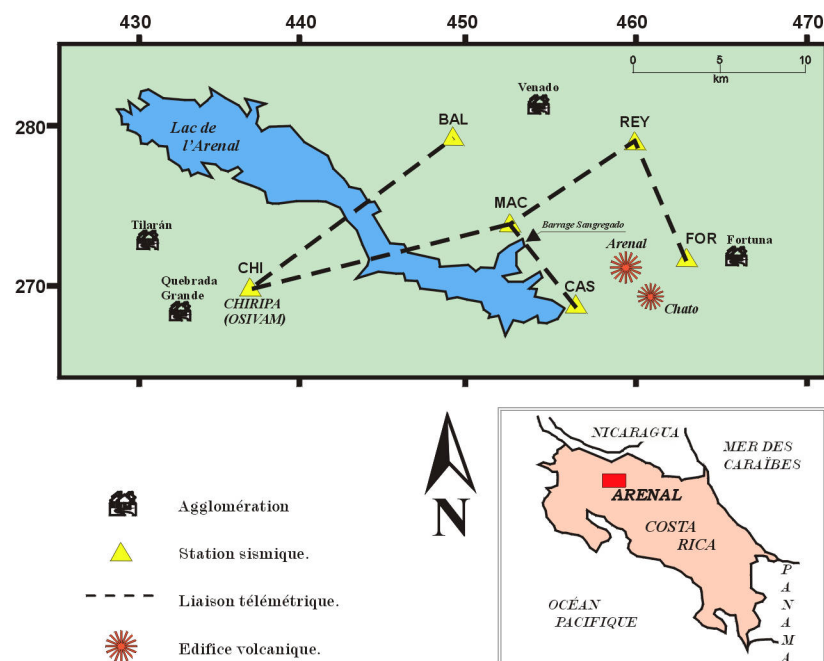 430 440 450 460 470
0 5 10
km
Venado
BAL
REY
280
Lac de
l'Arenal
MAC
Barrage Sangregado
Tilarán
Arenal
FOR
Fortuna
CHI
270
Quebrada
Grande
CHIRIPA
(OSIVAM)
CAS
Chato
N
Agglomération
Station sismique.
Liaison télémétrique.
Edifice volcanique.
NICARAGUA
MER DES
CARAÏBES
ARENAL
COSTA
RICA
OCÉAN
PACIFIQUE
P
A
N
A
M
A